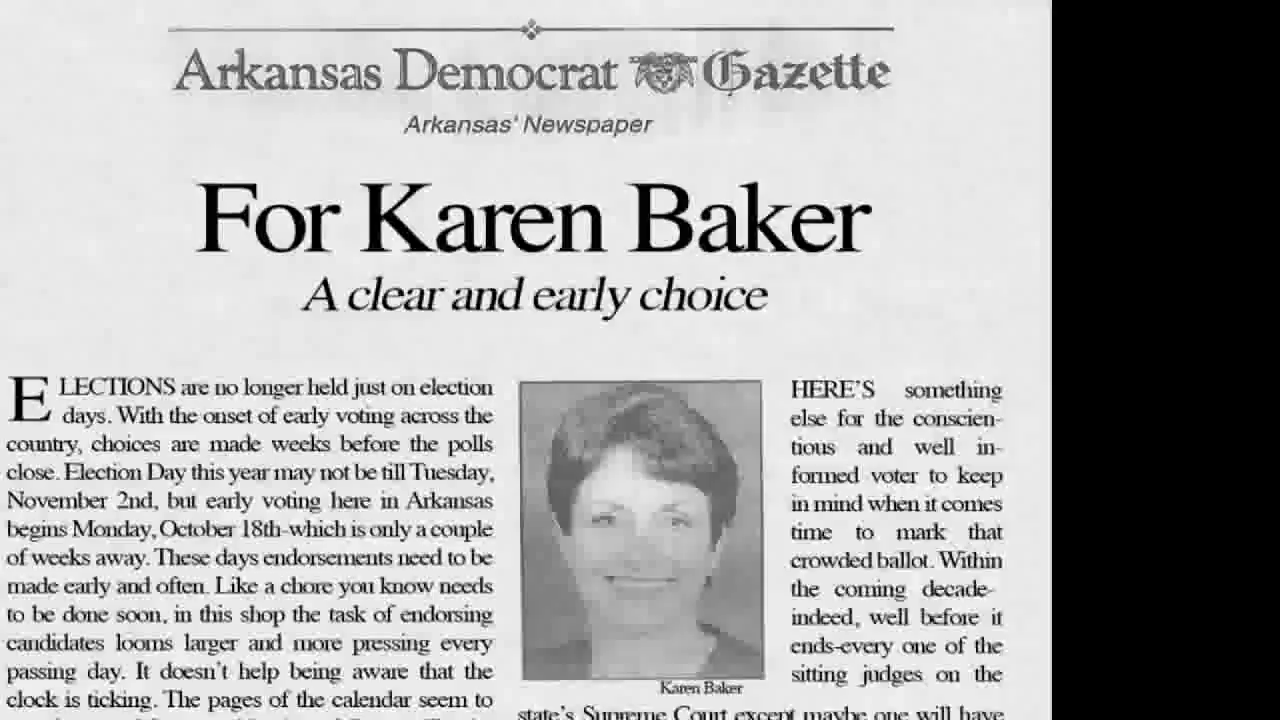 Arkansas Democrat Gazette
Arkansas' Newspaper
For Karen Baker
A clear and early choice
ELECTIONS are no longer held just on election
days. With the onset of early voting across the
country, choices are made weeks before the polls
close. Election Day this year may not be till Tuesday,
November 2nd, but early voting here in Arkansas
begins Monday, October 18th-which is only a couple
of weeks away. These days endorsements need to be
made early and often. Like a chore you know needs
to be done soon, in this shop the task of endorsing
candidates looms larger and more pressing every
passing day. It doesn't help being aware that the
clock is ticking. The pages of the calendar seem to
Karen Baker
HERE'S something
else for the conscien-
tious and well in-
formed voter to keep
in mind when it comes
time to mark that
crowded ballot. Within
the coming decade-
indeed, well before it
ends-every one of the
sitting judges on the
state's Supreme Court except maybe one will have